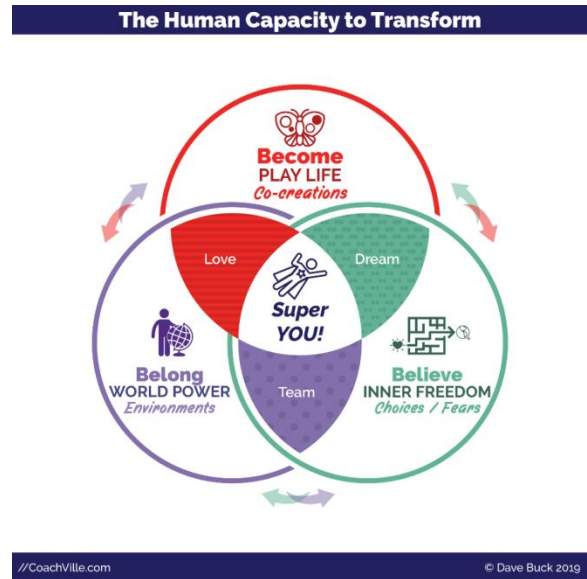 The Human Capacity to Transform
Become
PLAY LIFE
Co-creations
Love
Dream
Super
YOU!
Belong
WORLD POWER
Environments
Believe
INNER FREEDOM
Choices / Fears
Team
//CoachVille.com
© Dave Buck 2019